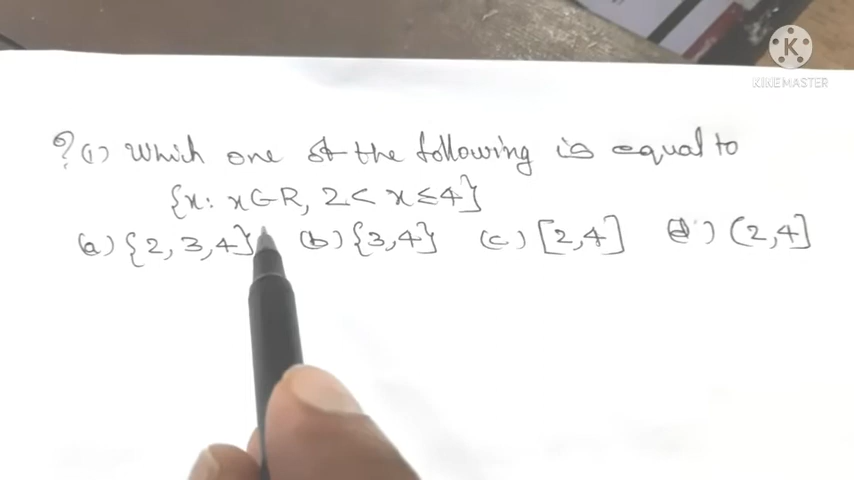 K
KINEMASTER
? (1) Which one of the following is equal to
{x: x∈R, 2 < x ≤ 4}
(a) {2, 3, 4} (b) {3, 4} (c) [2, 4] (d) (2, 4]